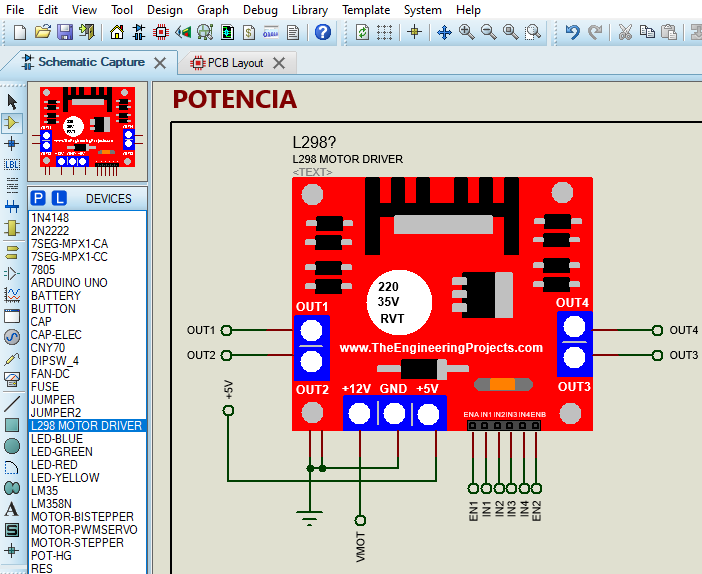 File Edit View Tool Design Graph Debug Library Template System Help
Schematic Capture
PCB Layout
LBL
P L DEVICES
1N4148
2N2222
7SEG-MPX1-CA
7SEG-MPX1-CC
7805
ARDUINO UNO
BATTERY
BUTTON
CAP
CAP-ELEC
CNY70
DIPSW_4
FAN-DC
FUSE
JUMPER
JUMPER2
L298 MOTOR DRIVER
LED-BLUE
LED-GREEN
LED-RED
LED-YELLOW
LM35
LM358N
MOTOR-BISTEPPER
MOTOR-PWMSERVO
MOTOR-STEPPER
POT-HG
RES
A
S
POTENCIA
L298?
L298 MOTOR DRIVER
<TEXT>
220
35V
RVT
OUT1
OUT4
OUT1
OUT4
OUT2
OUT3
www.TheEngineeringProjects.com
OUT2
OUT3
+12V GND +5V
+5V
ENA IN1 IN2 IN3 IN4 ENB
EN1
IN1
IN2
IN3
IN4
EN2
VMOT